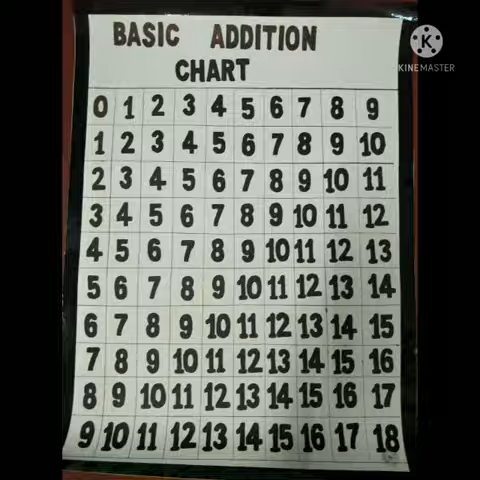 BASIC ADDITION
CHART
K
KINEMASTER
0 1 2 3 4 5 6 7 8 9
1 2 3 4 5 6 7 8 9 10
2 3 4 5 6 7 8 9 10 11
3 4 5 6 7 8 9 10 11 12
4 5 6 7 8 9 10 11 12 13
5 6 7 8 9 10 11 12 13 14
6 7 8 9 10 11 12 13 14 15
7 8 9 10 11 12 13 14 15 16
8 9 10 11 12 13 14 15 16 17
9 10 11 12 13 14 15 16 17 18